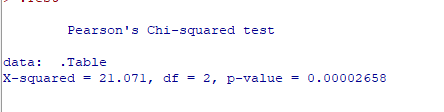 Pearson's Chi-squared test
data: .Table
X-squared = 21.071, df = 2, p-value = 0.00002658